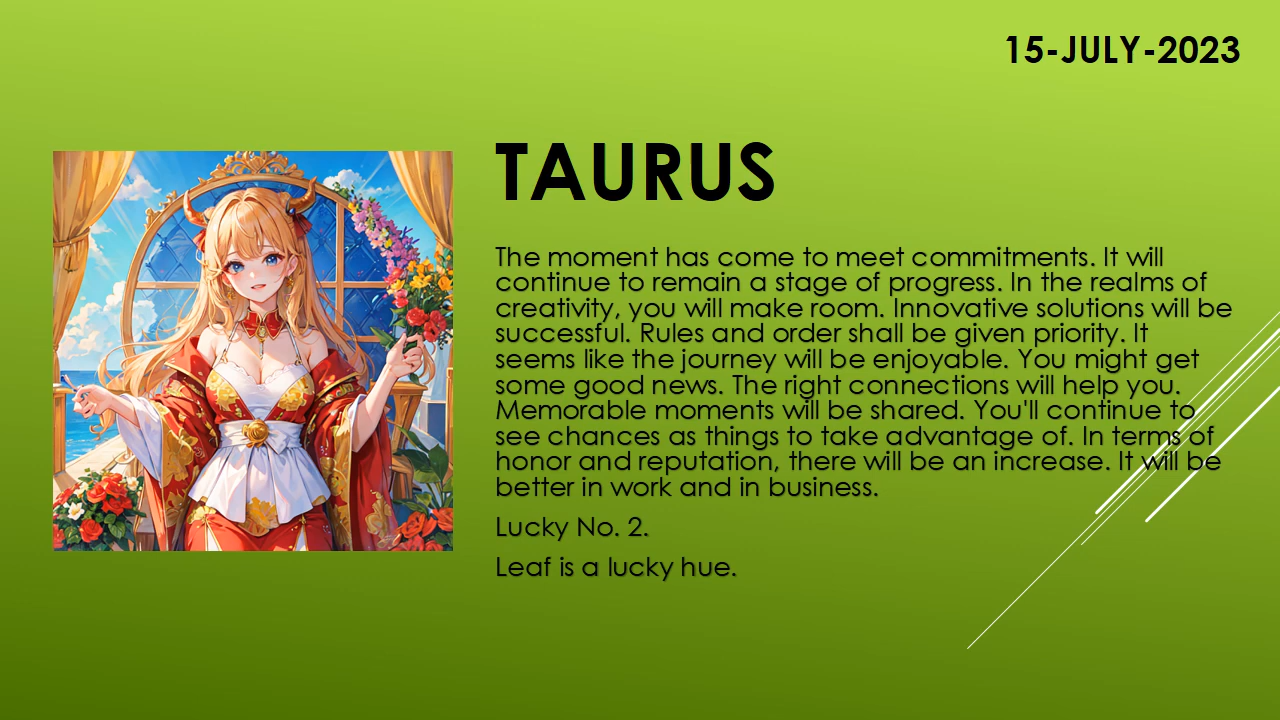 15-JULY-2023
TAURUS
The moment has come to meet commitments. It will
continue to remain a stage of progress. In the realms of
creativity, you will make room. Innovative solutions will be
successful. Rules and order shall be given priority. It
seems like the journey will be enjoyable. You might get
some good news. The right connections will help you.
Memorable moments will be shared. You'll continue to
see chances as things to take advantage of. In terms of
honor and reputation, there will be an increase. It will be
better in work and in business.
Lucky No. 2.
Leaf is a lucky hue.